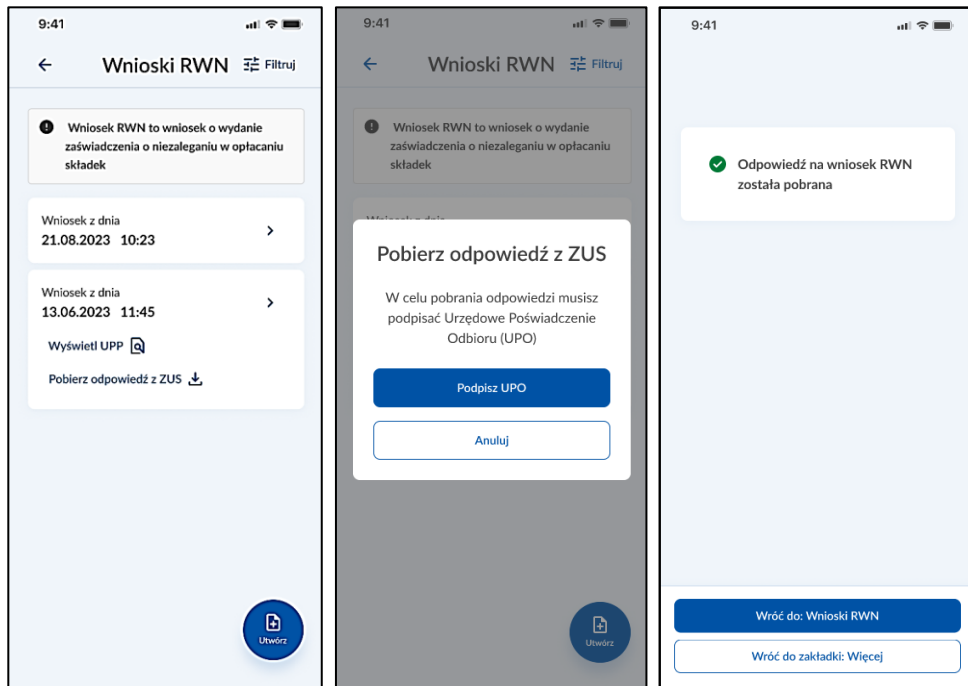 9:41
Wnioski RWN
Filtruj
Wniosek RWN to wniosek o wydanie
zaświadczenia o niezaleganiu w opłacaniu
składek
Wniosek z dnia
21.08.2023 10:23
Wniosek z dnia
13.06.2023 11:45
Wyświetl UPP
Pobierz odpowiedź z ZUS
Utwórz
9:41
Wnioski RWN
Filtruj
Wniosek RWN to wniosek o wydanie
zaświadczenia o niezaleganiu w opłacaniu
składek
Wniosek z dnia
Pobierz odpowiedź z ZUS
W celu pobrania odpowiedzi musisz
podpisać Urzędowe Poświadczenie
Odbioru (UPO)
Podpisz UPO
Anuluj
Utwórz
9:41
Odpowiedź na wniosek RWN
została pobrana
Wróć do: Wnioski RWN
Wróć do zakładki: Więcej